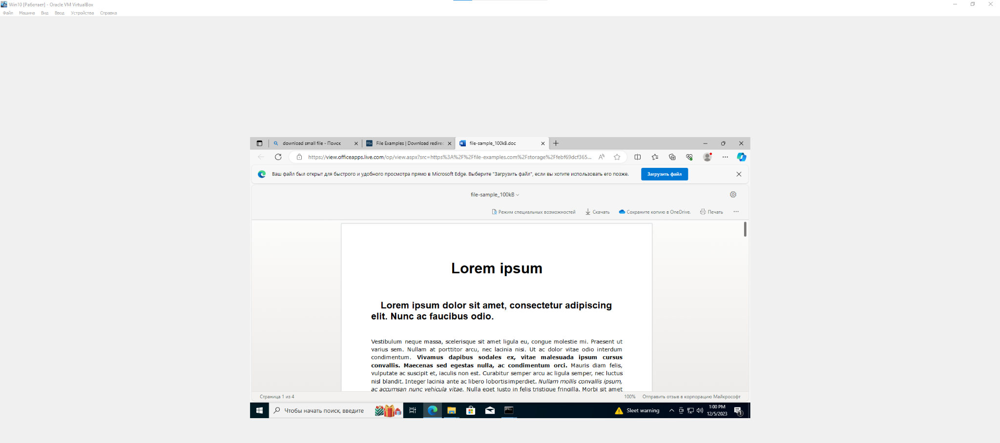 Win10 [Работает] - Oracle VM VirtualBox
Файл Машина Вид Ввод Устройства Справка
download small file - Поиск
File Examples | Download redirec
file-sample_100kB.doc
https://view.officeapps.live.com/op/view.aspx?src=https%3A%2F%2Ffile-examples.com%2Fstorage%2Ffebf69dcf365...
Ваш файл был открыт для быстрого и удобного просмотра прямо в Microsoft Edge. Выберите "Загрузить файл", если вы хотите использовать его позже.
Загрузить файл
file-sample_100kB
Режим специальных возможностей Скачать Сохраните копию в OneDrive. Печать
Lorem ipsum
Lorem ipsum dolor sit amet, consectetur adipiscing
elit. Nunc ac faucibus odio.
Vestibulum neque massa, scelerisque sit amet ligula eu, congue molestie mi. Praesent ut
varius sem. Nullam at porttitor arcu, nec lacinia nisi. Ut ac dolor vitae odio interdum
condimentum. Vivamus dapibus sodales ex, vitae malesuada ipsum cursus
convallis. Maecenas sed egestas nulla, ac condimentum orci. Mauris diam felis,
vulputate ac suscipit et, iaculis non est. Curabitur semper arcu ac ligula semper, nec luctus
nisl blandit. Integer lacinia ante ac libero lobortis imperdiet. Nullam mollis convallis ipsum,
ac accumsan nunc vehicula vitae. Nulla eget justo in felis tristique fringilla. Morbi sit amet
Страница 1 из 4
100% Отправить отзыв в корпорацию Майкрософт
Чтобы начать поиск, введите
Sleet warning
1:00 PM
12/5/2023
1